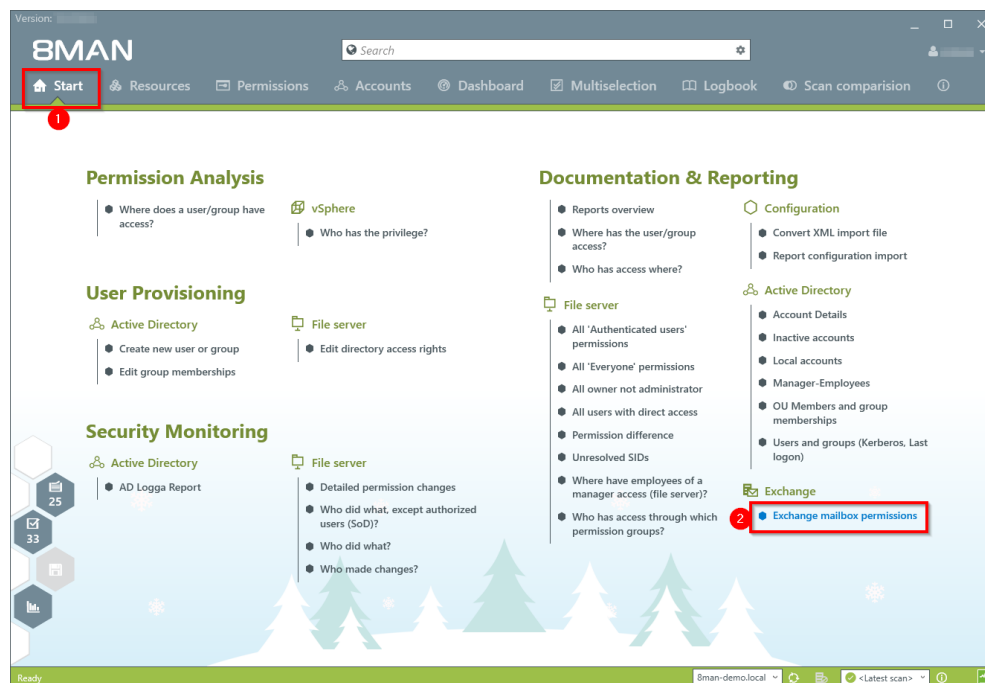 Version:
8MAN
Search
Start
Resources
Permissions
Accounts
Dashboard
Multiselection
Logbook
Scan comparision
1
Permission Analysis
Where does a user/group have
access?
vSphere
Who has the privilege?
User Provisioning
Active Directory
Create new user or group
Edit group memberships
File server
Edit directory access rights
Security Monitoring
Active Directory
AD Logga Report
File server
Detailed permission changes
Who did what, except authorized
users (SoD)?
Who did what?
Who made changes?
25
33
Documentation & Reporting
Reports overview
Where has the user/group
access?
Who has access where?
File server
All 'Authenticated users'
permissions
All 'Everyone' permissions
All owner not administrator
All users with direct access
Permission difference
Unresolved SIDs
Where have employees of a
manager access (file server)?
Who has access through which
permission groups?
Configuration
Convert XML import file
Report configuration import
Active Directory
Account Details
Inactive accounts
Local accounts
Manager-Employees
OU Members and group
memberships
Users and groups (Kerberos, Last
logon)
Exchange
2
Exchange mailbox permissions
Ready
8man-demo.local
<Latest scan>